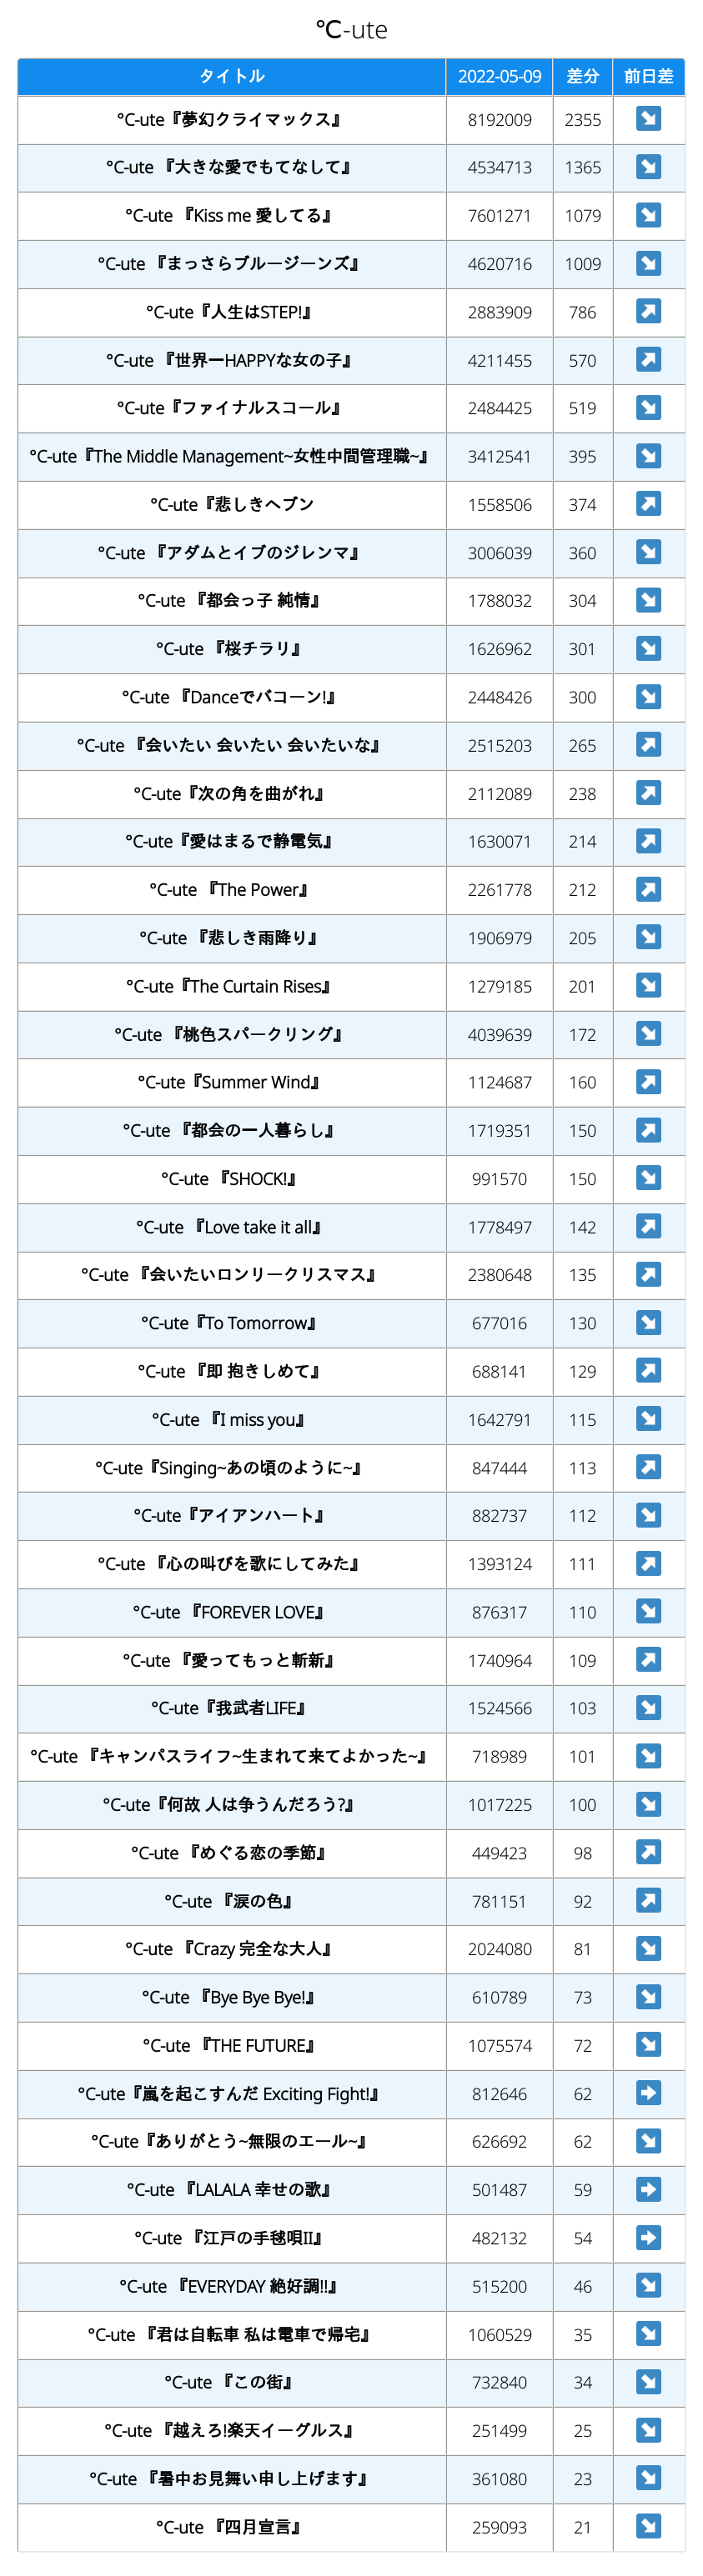 ℃-ute
タイトル 2022-05-09 差分 前日差
°C-ute『夢幻クライマックス』 8192009 2355 ↘
°C-ute 『大きな愛でもてなして』 4534713 1365 ↘
°C-ute 『Kiss me 愛してる』 7601271 1079 ↘
°C-ute 『まっさらブルージーンズ』 4620716 1009 ↘
°C-ute『人生はSTEP!』 2883909 786 ↗
°C-ute 『世界一HAPPYな女の子』 4211455 570 ↗
°C-ute『ファイナルスコール』 2484425 519 ↘
°C-ute『The Middle Management~女性中間管理職~』 3412541 395 ↘
°C-ute『悲しきヘブン 1558506 374 ↗
°C-ute 『アダムとイブのジレンマ』 3006039 360 ↘
°C-ute 『都会っ子 純情』 1788032 304 ↘
°C-ute 『桜チラリ』 1626962 301 ↘
°C-ute 『Danceでバコーン!』 2448426 300 ↘
°C-ute 『会いたい 会いたい 会いたいな』 2515203 265 ↗
°C-ute『次の角を曲がれ』 2112089 238 ↗
°C-ute『愛はまるで静電気』 1630071 214 ↗
°C-ute 『The Power』 2261778 212 ↗
°C-ute 『悲しき雨降り』 1906979 205 ↘
°C-ute『The Curtain Rises』 1279185 201 ↘
°C-ute 『桃色スパークリング』 4039639 172 ↘
°C-ute『Summer Wind』 1124687 160 ↗
°C-ute 『都会の一人暮らし』 1719351 150 ↗
°C-ute 『SHOCK!』 991570 150 ↘
°C-ute 『Love take it all』 1778497 142 ↗
°C-ute 『会いたいロンリークリスマス』 2380648 135 ↗
°C-ute『To Tomorrow』 677016 130 ↘
°C-ute 『即 抱きしめて』 688141 129 ↗
°C-ute 『I miss you』 1642791 115 ↘
°C-ute『Singing~あの頃のように~』 847444 113 ↗
°C-ute『アイアンハート』 882737 112 ↘
°C-ute 『心の叫びを歌にしてみた』 1393124 111 ↗
°C-ute 『FOREVER LOVE』 876317 110 ↘
°C-ute 『愛ってもっと斬新』 1740964 109 ↗
°C-ute『我武者LIFE』 1524566 103 ↘
°C-ute 『キャンパスライフ~生まれて来てよかった~』 718989 101 ↘
°C-ute『何故 人は争うんだろう?』 1017225 100 ↘
°C-ute 『めぐる恋の季節』 449423 98 ↗
°C-ute 『涙の色』 781151 92 ↗
°C-ute 『Crazy 完全な大人』 2024080 81 ↘
°C-ute 『Bye Bye Bye!』 610789 73 ↘
°C-ute 『THE FUTURE』 1075574 72 ↘
°C-ute『嵐を起こすんだ Exciting Fight!』 812646 62 ➡
°C-ute『ありがとう~無限のエール~』 626692 62 ↘
°C-ute 『LALALA 幸せの歌』 501487 59 ➡
°C-ute 『江戸の手毬唄II』 482132 54 ➡
°C-ute 『EVERYDAY 絶好調!!』 515200 46 ↘
°C-ute 『君は自転車 私は電車で帰宅』 1060529 35 ↘
°C-ute 『この街』 732840 34 ↘
°C-ute 『越えろ!楽天イーグルス』 251499 25 ↘
°C-ute 『暑中お見舞い申し上げます』 361080 23 ↘
°C-ute 『四月宣言』 259093 21 ↘